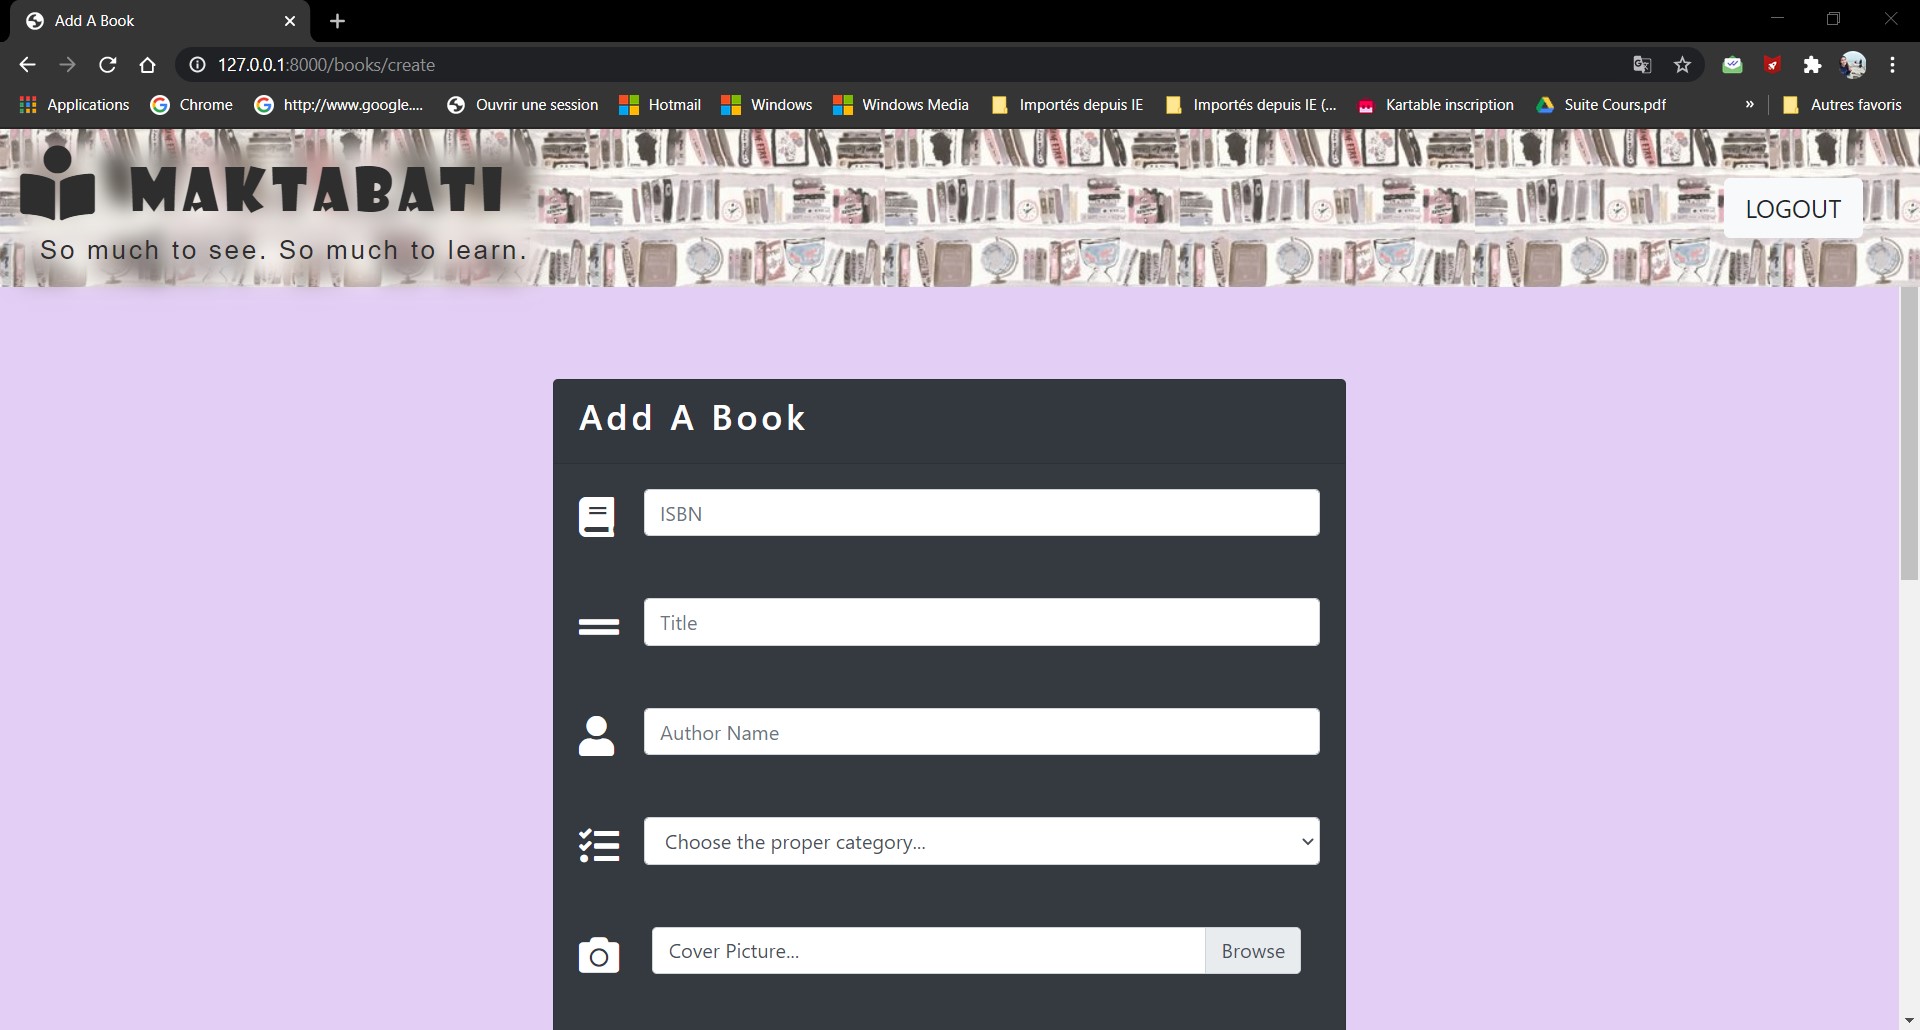 Add A Book
127.0.0.1:8000/books/create
Applications
Chrome
http://www.google....
Ouvrir une session
Hotmail
Windows
Windows Media
Importés depuis IE
Importés depuis IE (...
Kartable inscription
Suite Cours.pdf
»
Autres favoris
MAKTABATI
So much to see. So much to learn.
LOGOUT
Add A Book
ISBN
Title
Author Name
Choose the proper category...
Cover Picture...
Browse